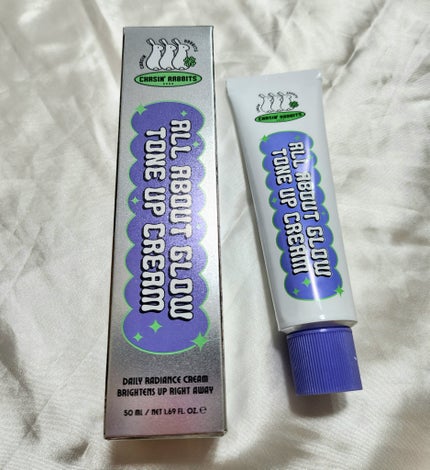 CHASIN' RABBITS
ALL ABOUT GLOW
TONE UP CREAM
DAILY RADIANCE CREAM
BRIGHTENS UP RIGHT AWAY
50 ML / NET 1.69 FL. OZ. ℮
CHASIN' RABBITS
ALL ABOUT GLOW
TONE UP CREAM